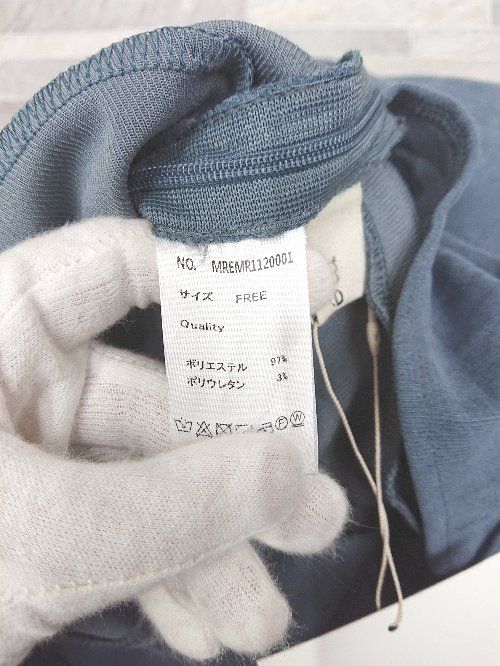 NO. MREMR1120001
サイズ FREE
Quality
ポリエステル 97%
ポリウレタン 3%